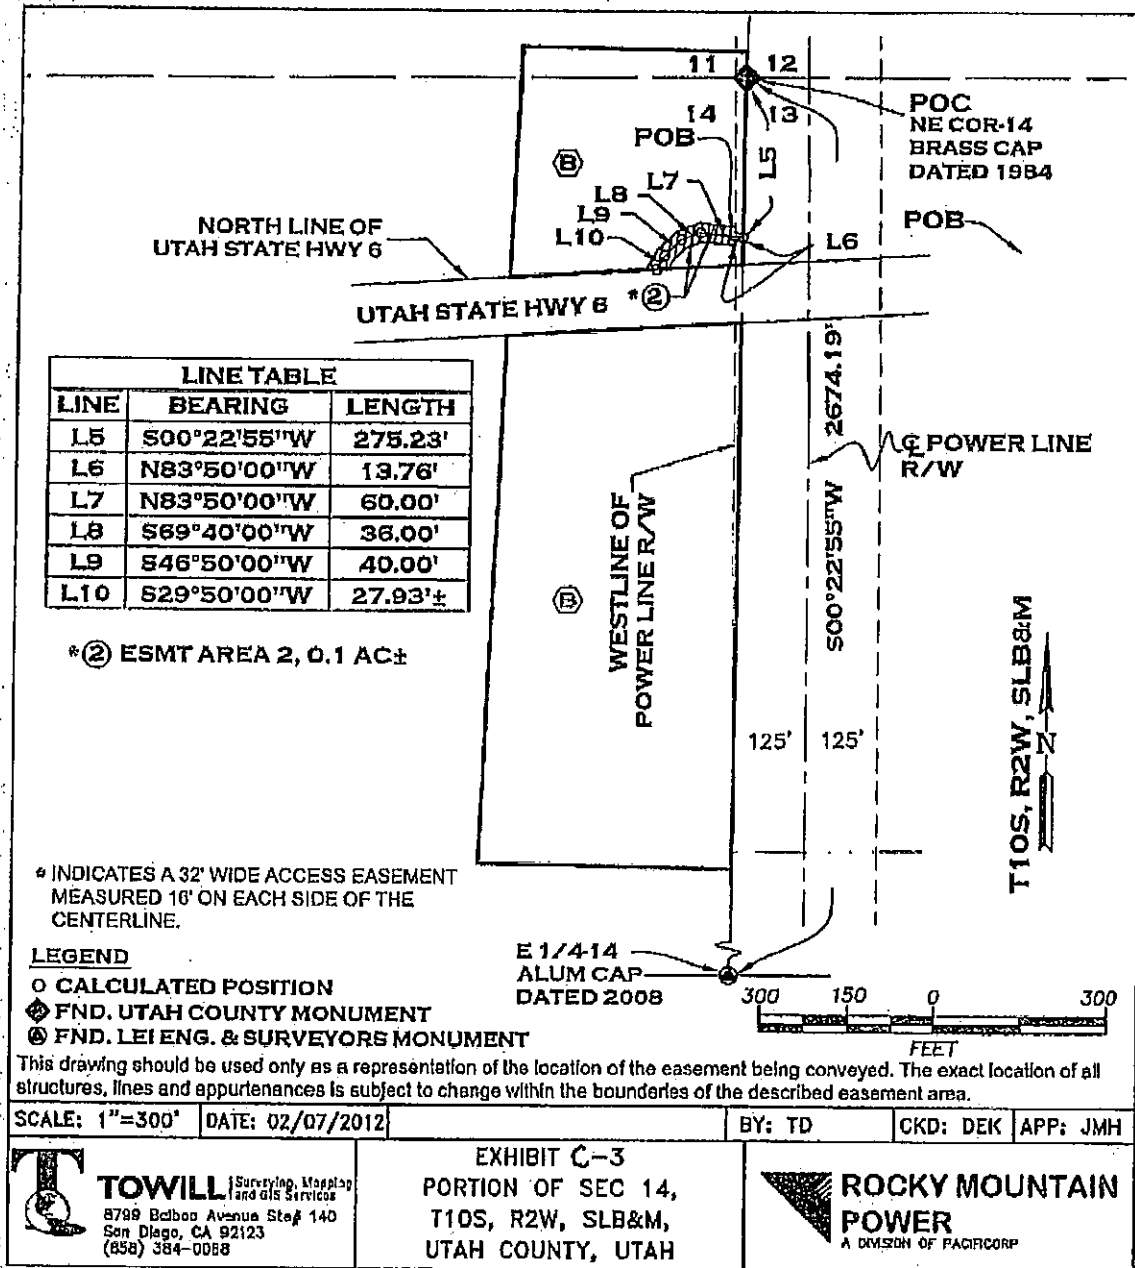 11 12
14 13
POC
NE COR-14
BRASS CAP
DATED 1984
POB
L5
B
L7
L8
L9
L10
POB
L6
NORTH LINE OF
UTAH STATE HWY 6
UTAH STATE HWY 6
*②
LINE TABLE
LINE BEARING LENGTH
L5 S00°22'55"W 275.23'
L6 N83°50'00"W 13.76'
L7 N83°50'00"W 60.00'
L8 S69°40'00"W 36.00'
L9 S46°50'00"W 40.00'
L10 S29°50'00"W 27.93'±
*② ESMT AREA 2, 0.1 AC±
B
WESTLINE OF
POWER LINE R/W
S00°22'55"W 2674.19'
℄ POWER LINE
R/W
125' 125'
T10S, R2W, SLB&M
N
* INDICATES A 32' WIDE ACCESS EASEMENT
MEASURED 16' ON EACH SIDE OF THE
CENTERLINE.
LEGEND
O CALCULATED POSITION
FND. UTAH COUNTY MONUMENT
FND. LEI ENG. & SURVEYORS MONUMENT
E 1/4-14
ALUM CAP
DATED 2008
300 150 0 300
FEET
This drawing should be used only as a representation of the location of the easement being conveyed. The exact location of all
structures, lines and appurtenances is subject to change within the bounderies of the described easement area.
SCALE: 1"=300' DATE: 02/07/2012 BY: TD CKD: DEK APP: JMH
TOWILL Surveying, Mapping
and GIS Services
8799 Balboa Avenue Ste# 140
San Diego, CA 92123
(858) 384-0068
EXHIBIT C-3
PORTION OF SEC 14,
T10S, R2W, SLB&M,
UTAH COUNTY, UTAH
ROCKY MOUNTAIN
POWER
A DIVISION OF PACIFICORP